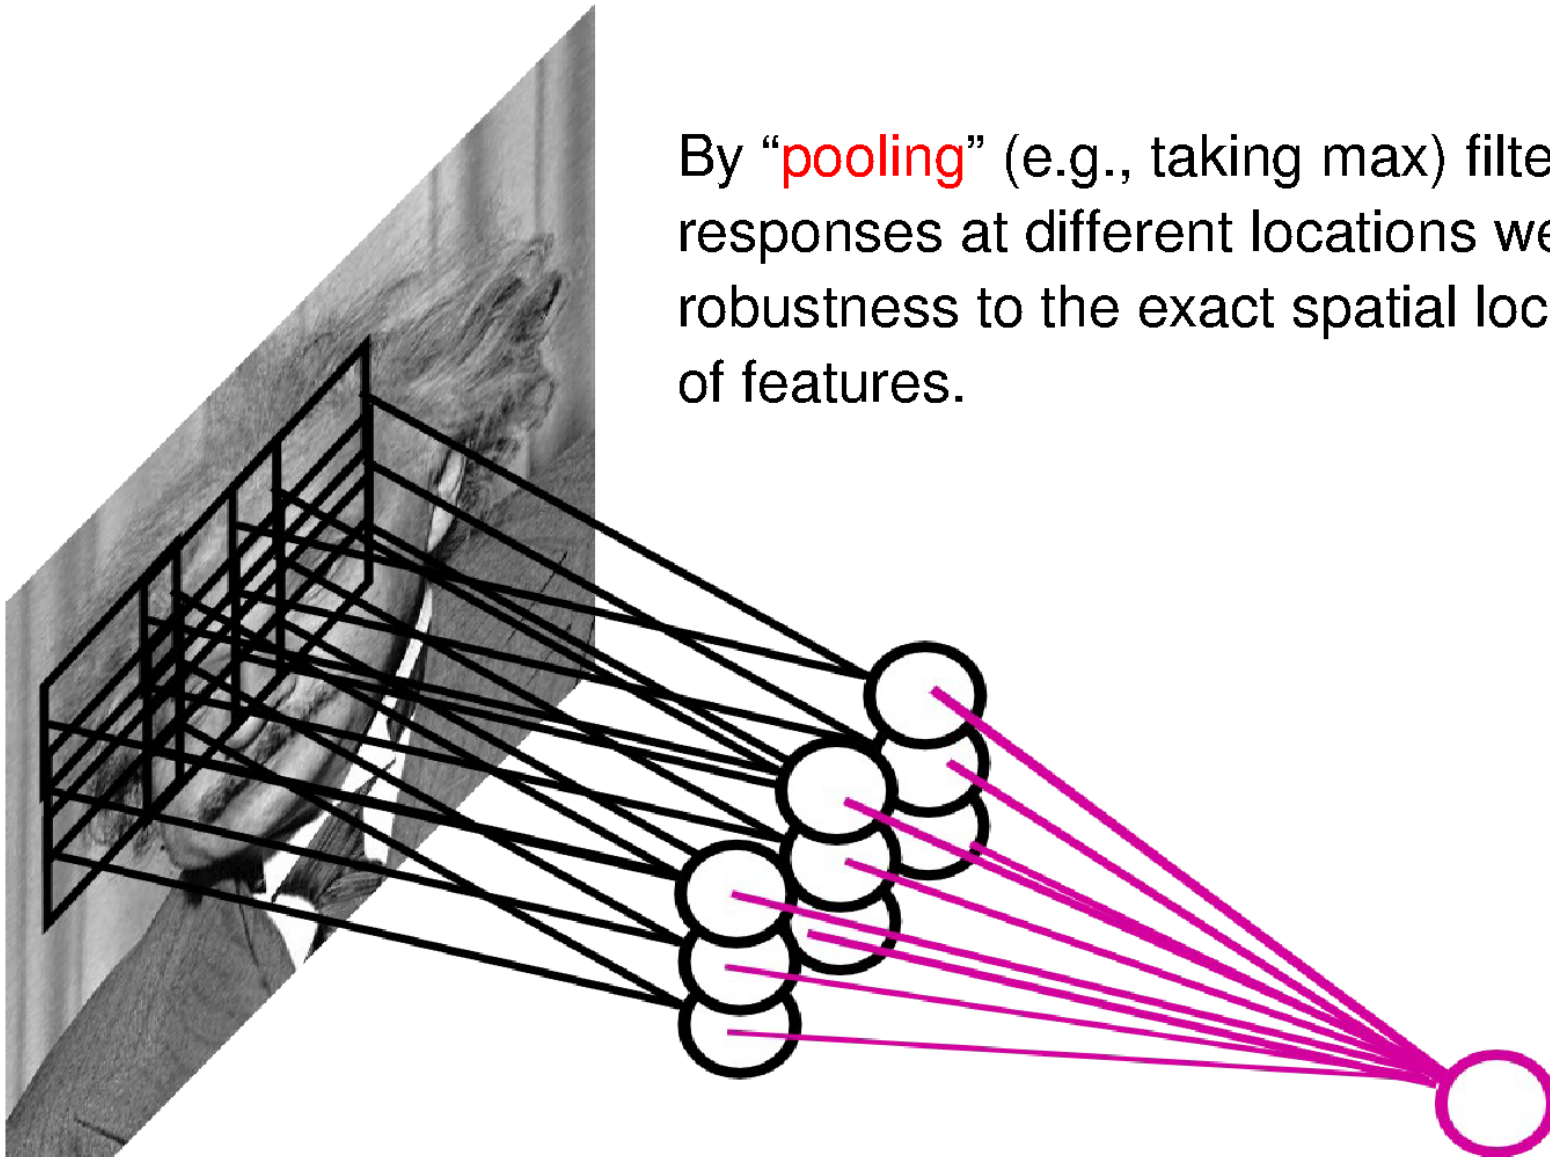 By “pooling” (e.g., taking max) filte
responses at different locations we
robustness to the exact spatial loc
of features.